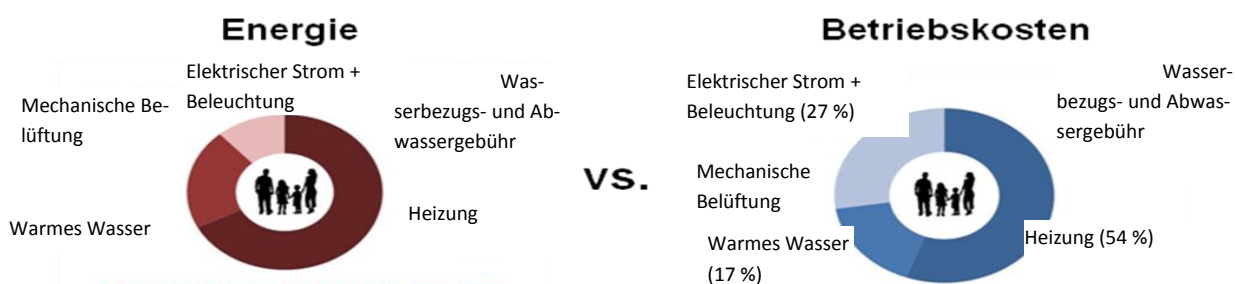 Energie
Elektrischer Strom +
Beleuchtung
Was-
serbezugs- und Ab-
wassergebühr
Mechanische Be-
lüftung
Warmes Wasser
Heizung
vs.
Betriebskosten
Elektrischer Strom +
Beleuchtung (27 %)
Wasser-
bezugs- und Abwas-
sergebühr
Mechanische
Belüftung
Warmes Wasser
(17 %)
Heizung (54 %)